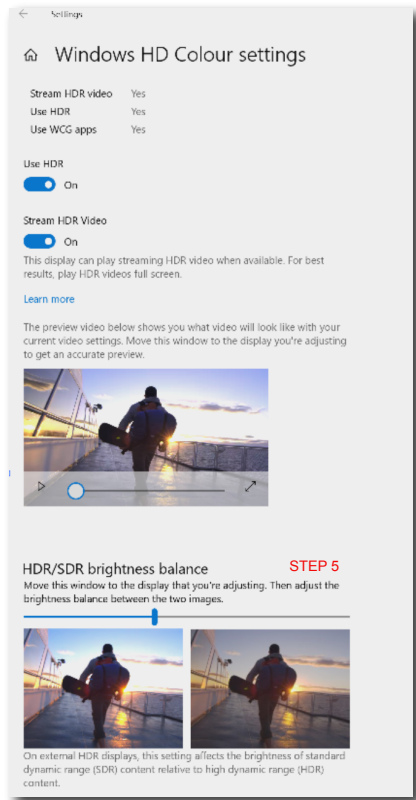 Settings
Windows HD Colour settings
Stream HDR video Yes
Use HDR Yes
Use WCG apps Yes
Use HDR
On
Stream HDR Video
On
This display can play streaming HDR video when available. For best
results, play HDR videos full screen.
Learn more
The preview video below shows you what video will look like with your
current video settings. Move this window to the display you're adjusting
to get an accurate preview.
HDR/SDR brightness balance STEP 5
Move this window to the display that you're adjusting. Then adjust the
brightness balance between the two images.
On external HDR displays, this setting affects the brightness of standard
dynamic range (SDR) content relative to high dynamic range (HDR)
content.